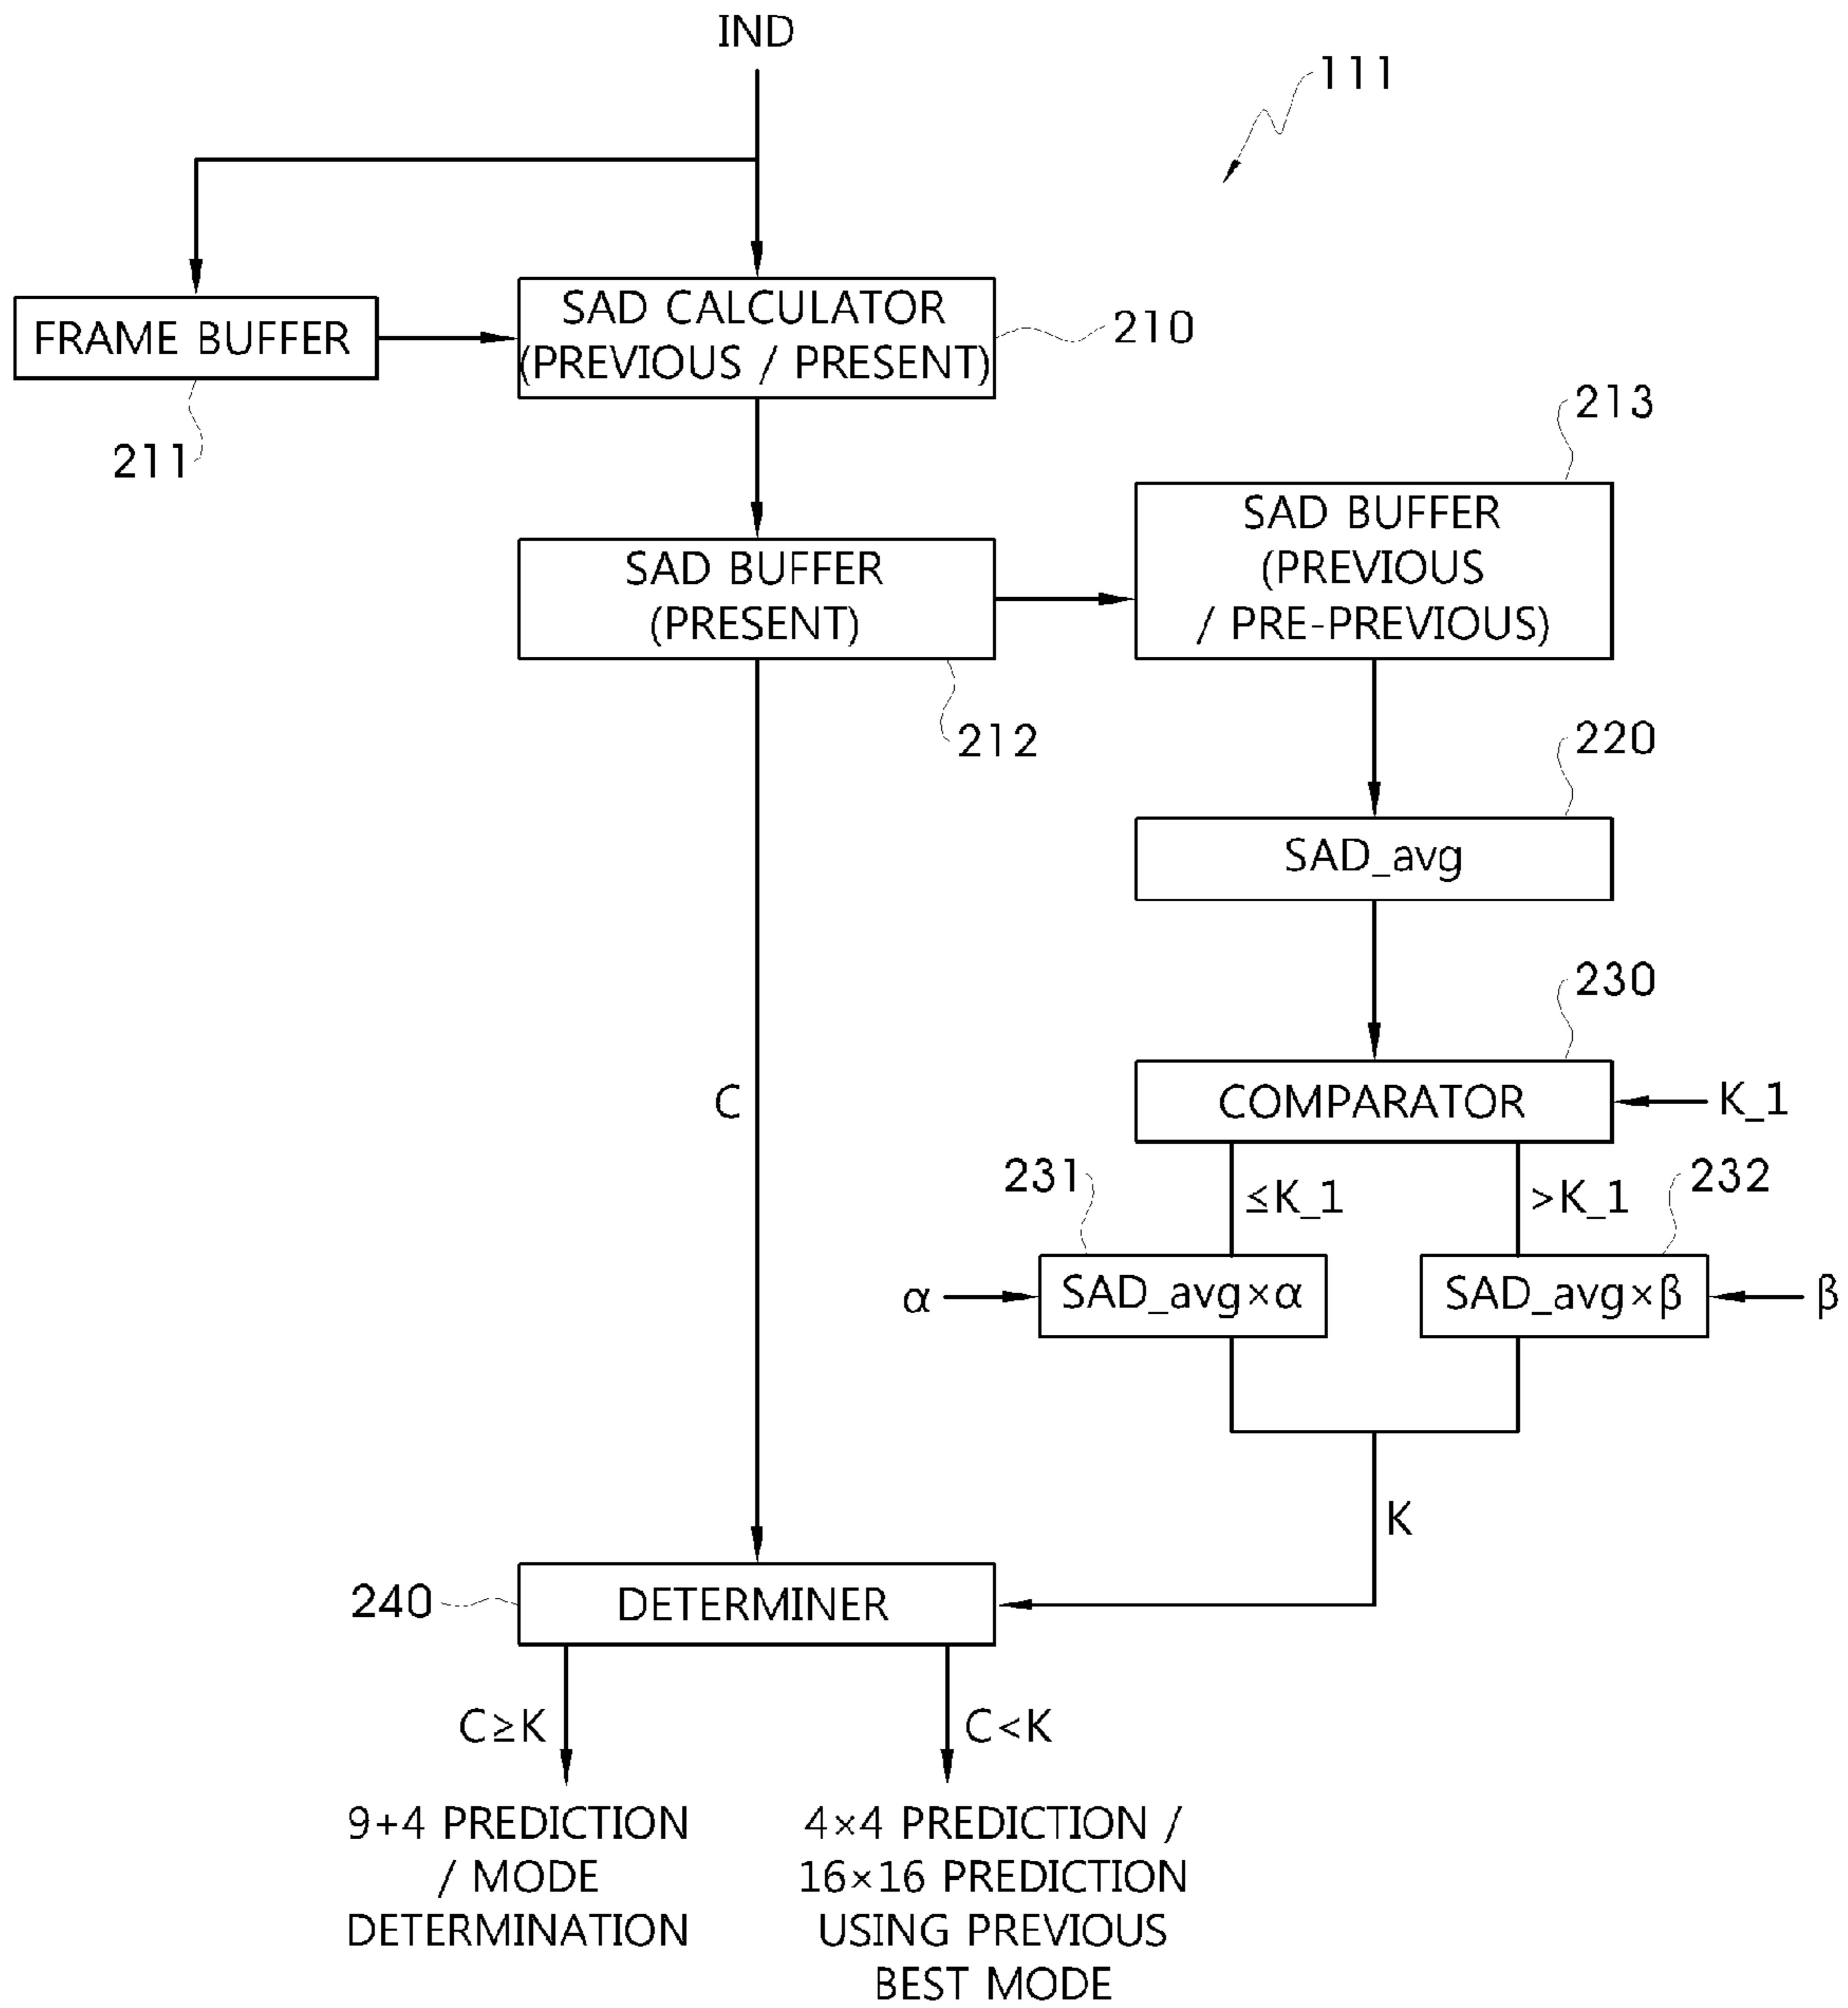 IND
111
FRAME BUFFER
211
SAD CALCULATOR
(PREVIOUS / PRESENT)
210
213
SAD BUFFER
(PRESENT)
212
SAD BUFFER
(PREVIOUS
/ PRE-PREVIOUS)
220
SAD_avg
230
COMPARATOR
K_1
C
231
≤K_1
>K_1
232
α
SAD_avg×α
SAD_avg×β
β
K
240
DETERMINER
C≥K
C<K
9+4 PREDICTION
/ MODE
DETERMINATION
4×4 PREDICTION /
16×16 PREDICTION
USING PREVIOUS
BEST MODE